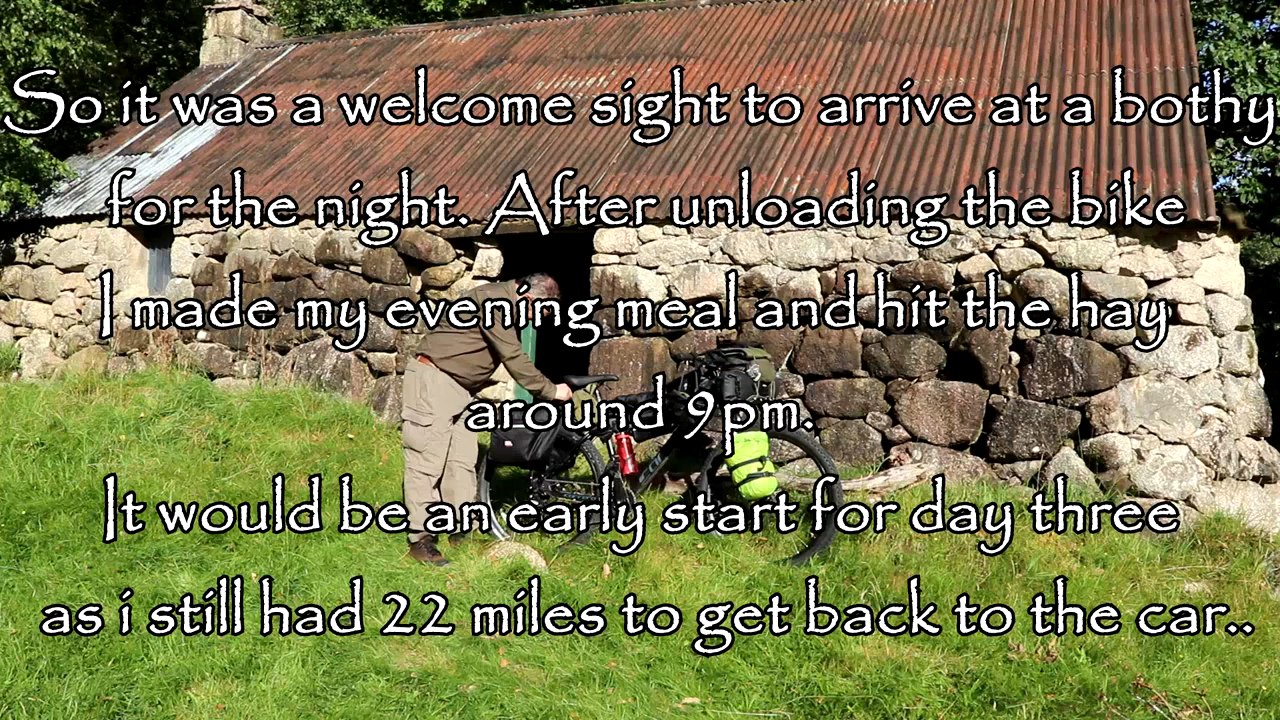 So it was a welcome sight to arrive at a bothy
for the night. After unloading the bike
I made my evening meal and hit the hay
around 9pm.
It would be an early start for day three
as i still had 22 miles to get back to the car..